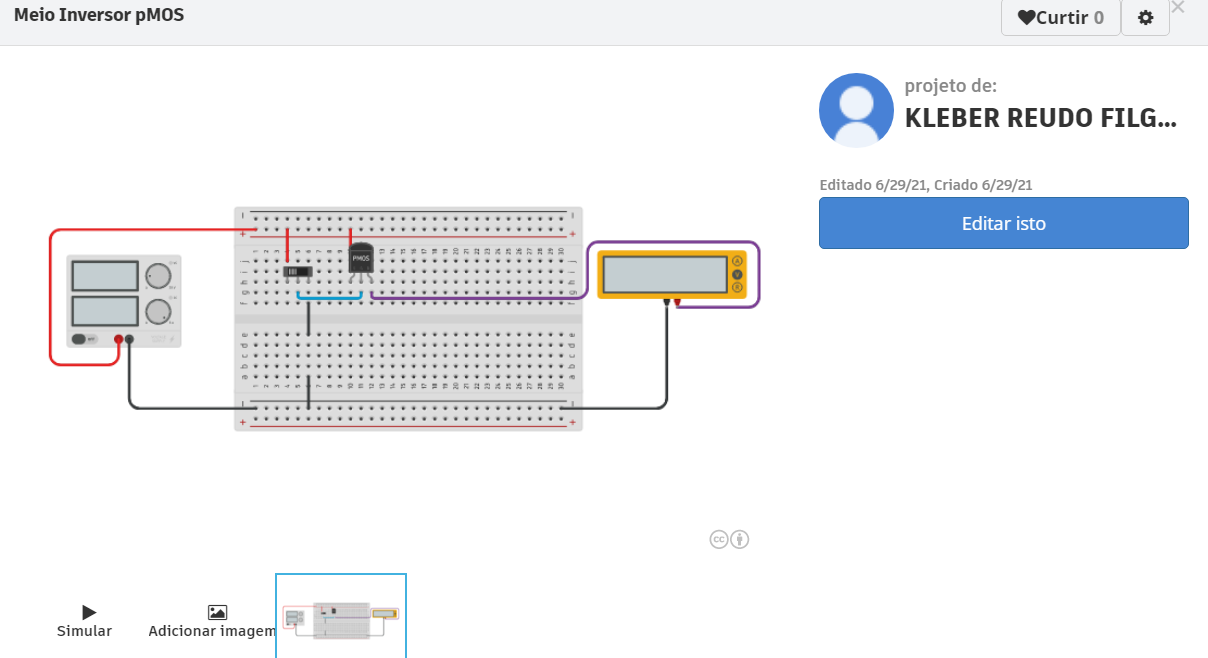 Meio Inversor pMOS
Curtir 0
projeto de:
KLEBER REUDO FILG...
Editado 6/29/21, Criado 6/29/21
Editar isto
PMOS
A
V
R
cc
Simular
Adicionar imagem